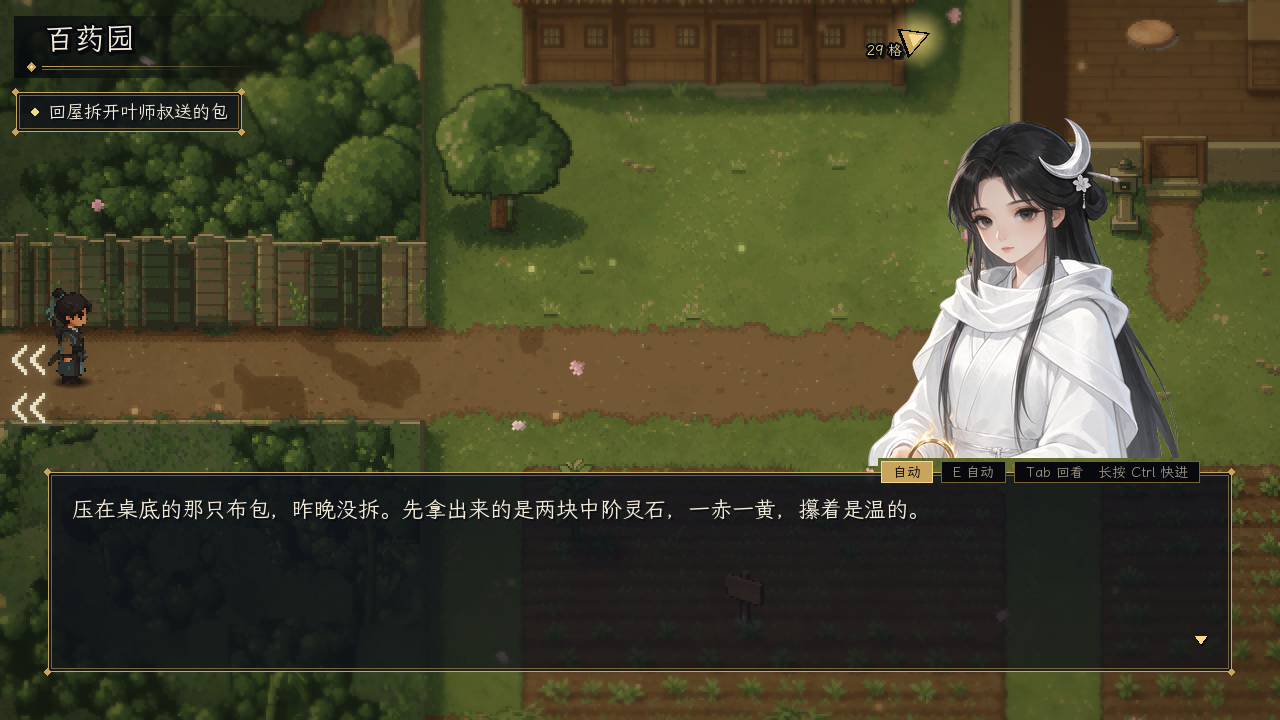 百药园
29 格
回屋拆开叶师叔送的包
自动
E 自动
Tab 回看 长按 Ctrl 快进
压在桌底的那只布包，昨晚没拆。先拿出来的是两块中阶灵石，一赤一黄，攥着是温的。